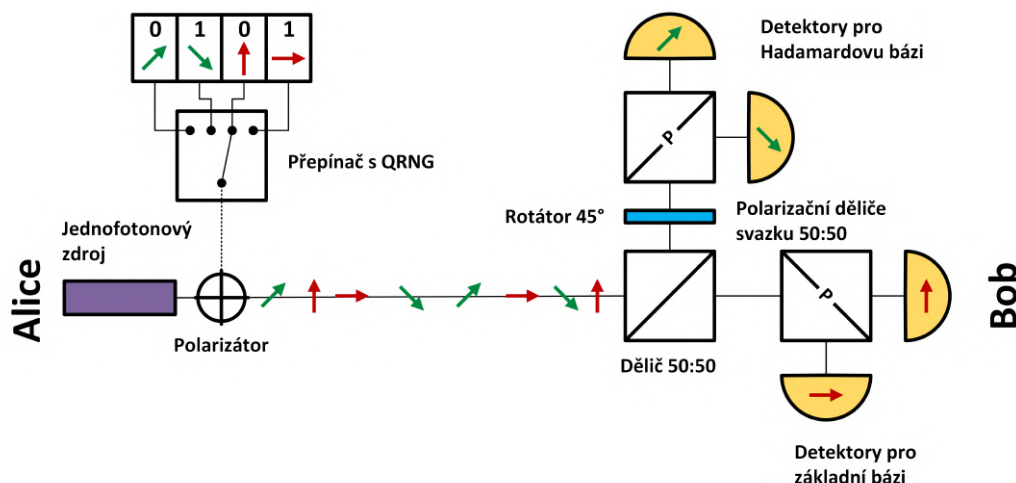 0 1 0 1
Přepínač s QRNG
Jednofotonový
zdroj
Alice
Polarizátor
Detektory pro
Hadamardovu bázi
P
Rotátor 45°
Polarizační děliče
svazku 50:50
P
Dělič 50:50
Bob
Detektory pro
základní bázi